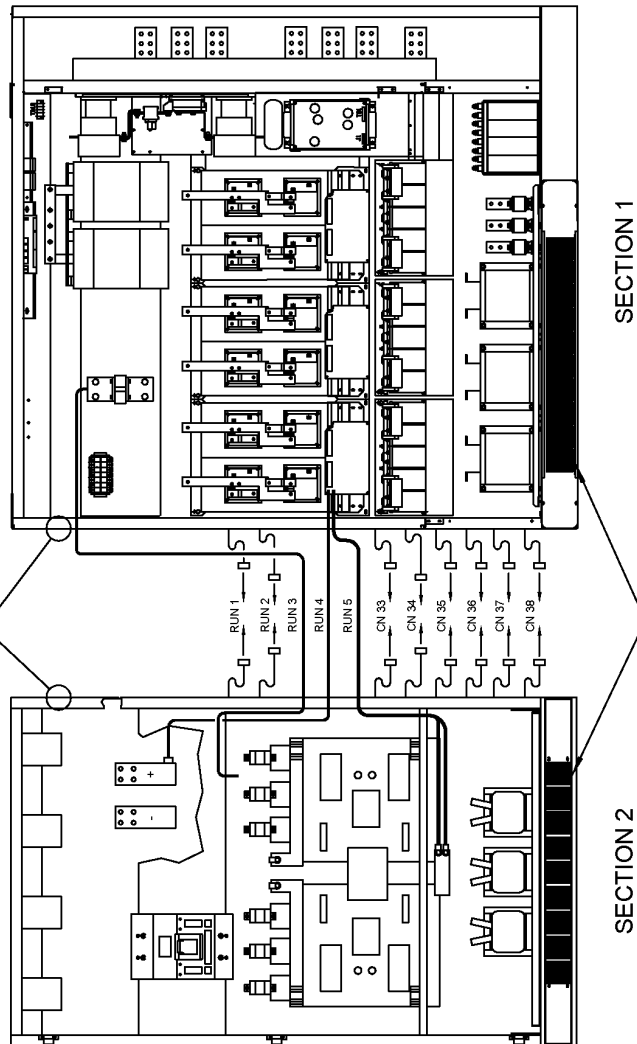 SECTION 1
SECTION 2
RUN 1
RUN 2
RUN 3
RUN 4
RUN 5
CN 33
CN 34
CN 35
CN 36
CN 37
CN 38
+
-